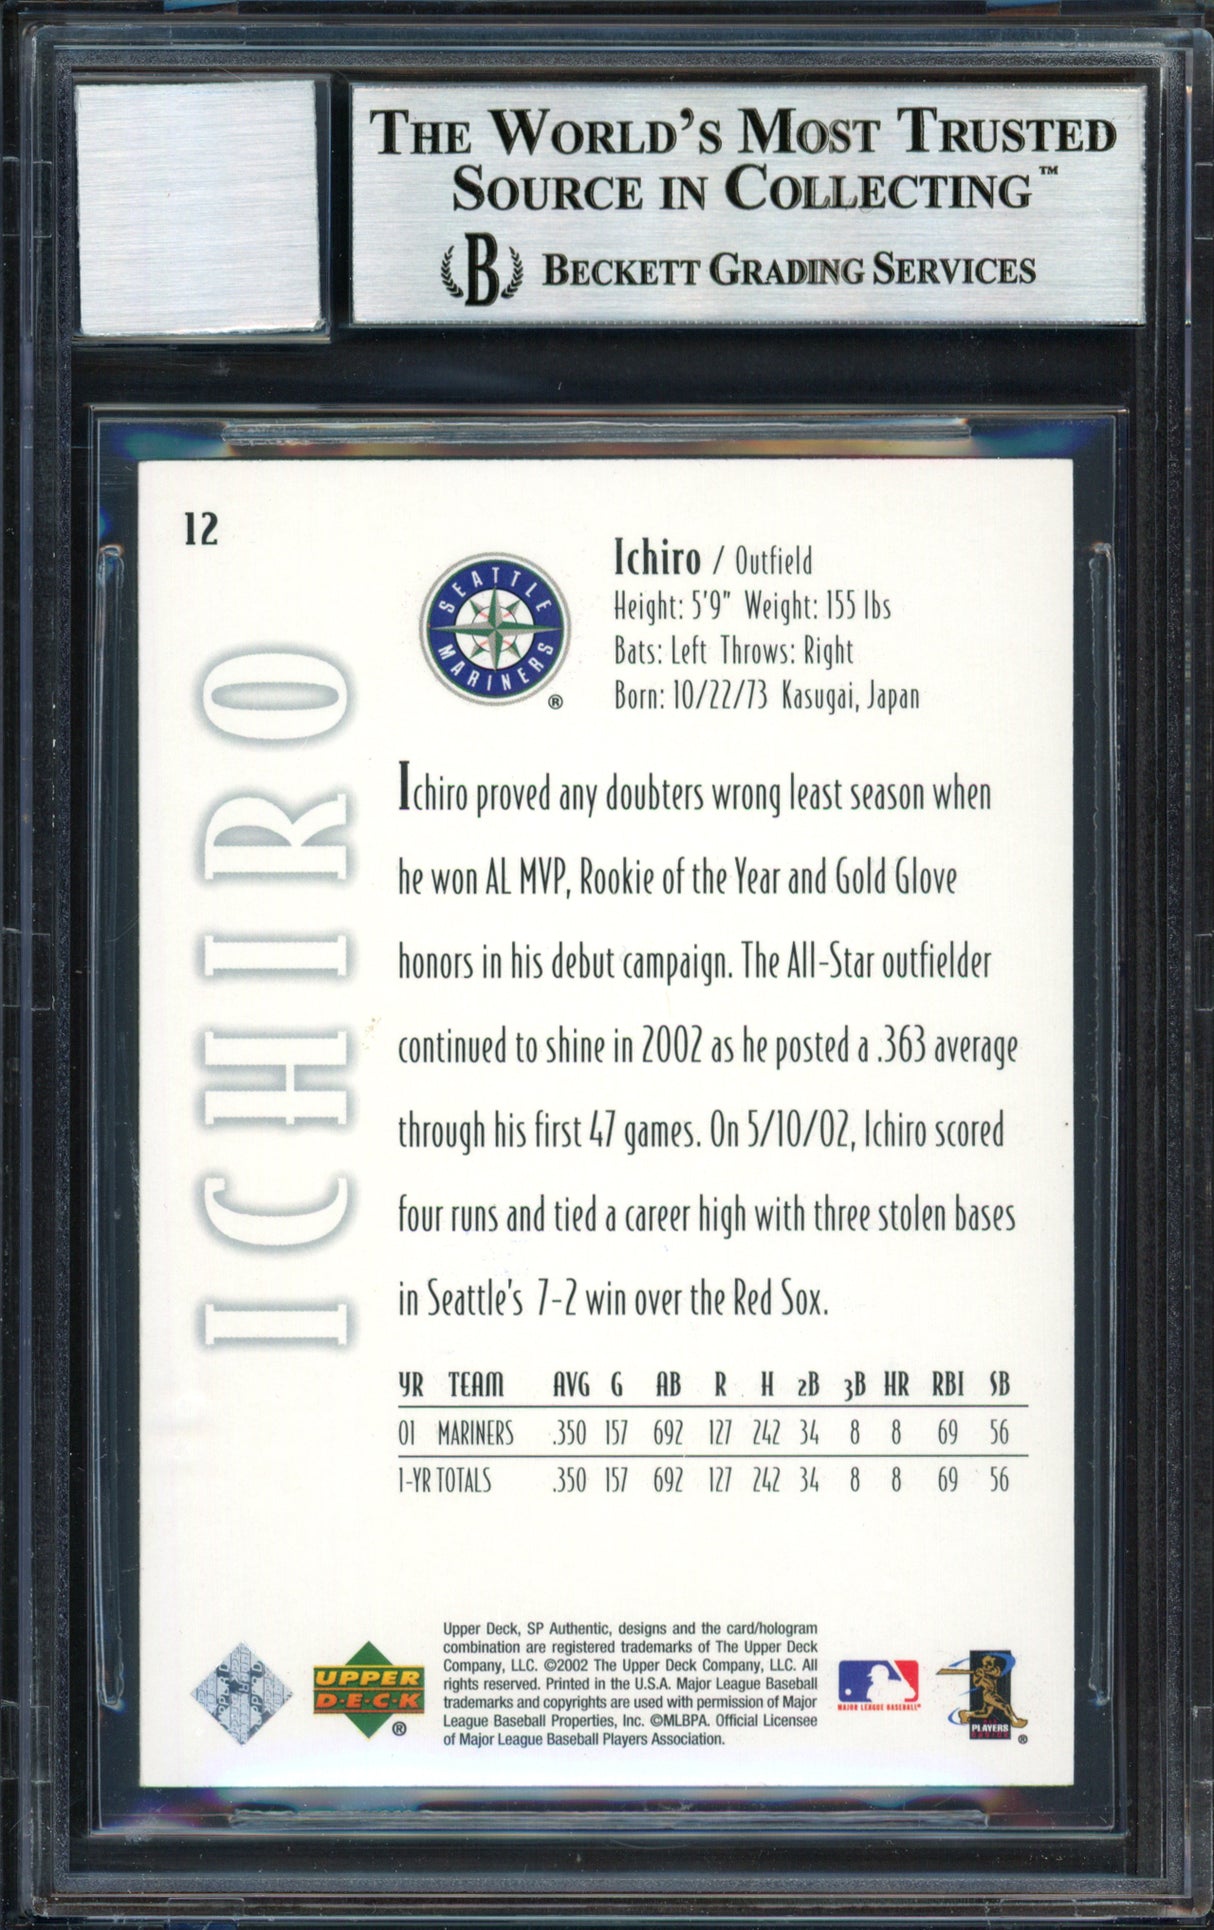 THE WORLD'S MOST TRUSTED
SOURCE IN COLLECTING™
B BECKETT GRADING SERVICES
12
ICHIRO
SEATTLE
MARINERS
®
Ichiro / Outfield
Height: 5'9" Weight: 155 lbs
Bats: Left Throws: Right
Born: 10/22/73 Kasugai, Japan
Ichiro proved any doubters wrong least season when
he won AL MVP, Rookie of the Year and Gold Glove
honors in his debut campaign. The All-Star outfielder
continued to shine in 2002 as he posted a .363 average
through his first 47 games. On 5/10/02, Ichiro scored
four runs and tied a career high with three stolen bases
in Seattle's 7-2 win over the Red Sox.
YR TEAM AVG G AB R H 2B 3B HR RBI SB
01 MARINERS .350 157 692 127 242 34 8 8 69 56
1-YR TOTALS .350 157 692 127 242 34 8 8 69 56
Upper Deck, SP Authentic, designs and the card/hologram
combination are registered trademarks of The Upper Deck
Company, LLC. ©2002 The Upper Deck Company, LLC. All
rights reserved. Printed in the U.S.A. Major League Baseball
trademarks and copyrights are used with permission of Major
League Baseball Properties, Inc. ©MLBPA. Official Licensee
of Major League Baseball Players Association.
UPPER
D·E·C·K
®
MAJOR LEAGUE BASEBALL
PLAYERS
®